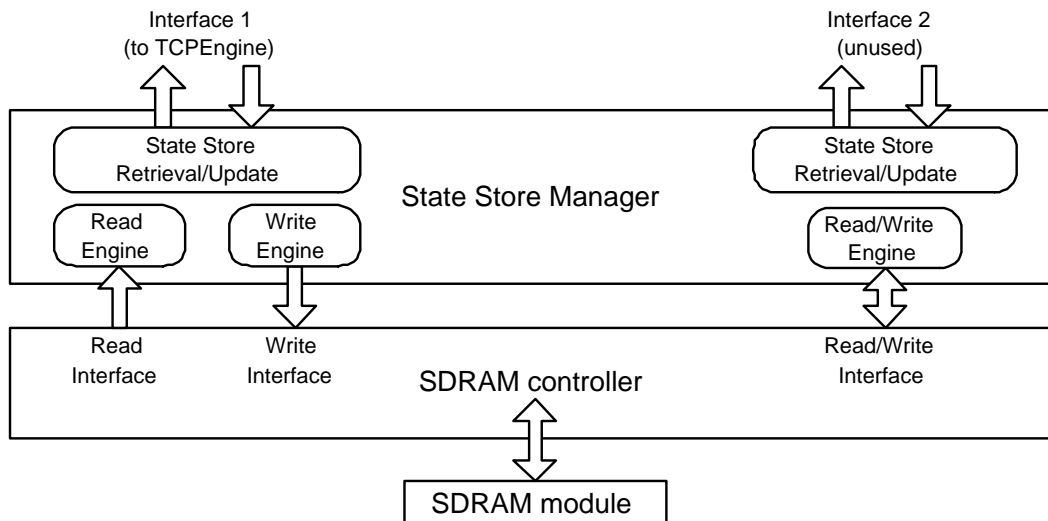 Interface 1
(to TCPEngine)
Interface 2
(unused)
State Store
Retrieval/Update
State Store
Retrieval/Update
State Store Manager
Read
Engine
Write
Engine
Read/Write
Engine
Read
Interface
Write
Interface
Read/Write
Interface
SDRAM controller
SDRAM module